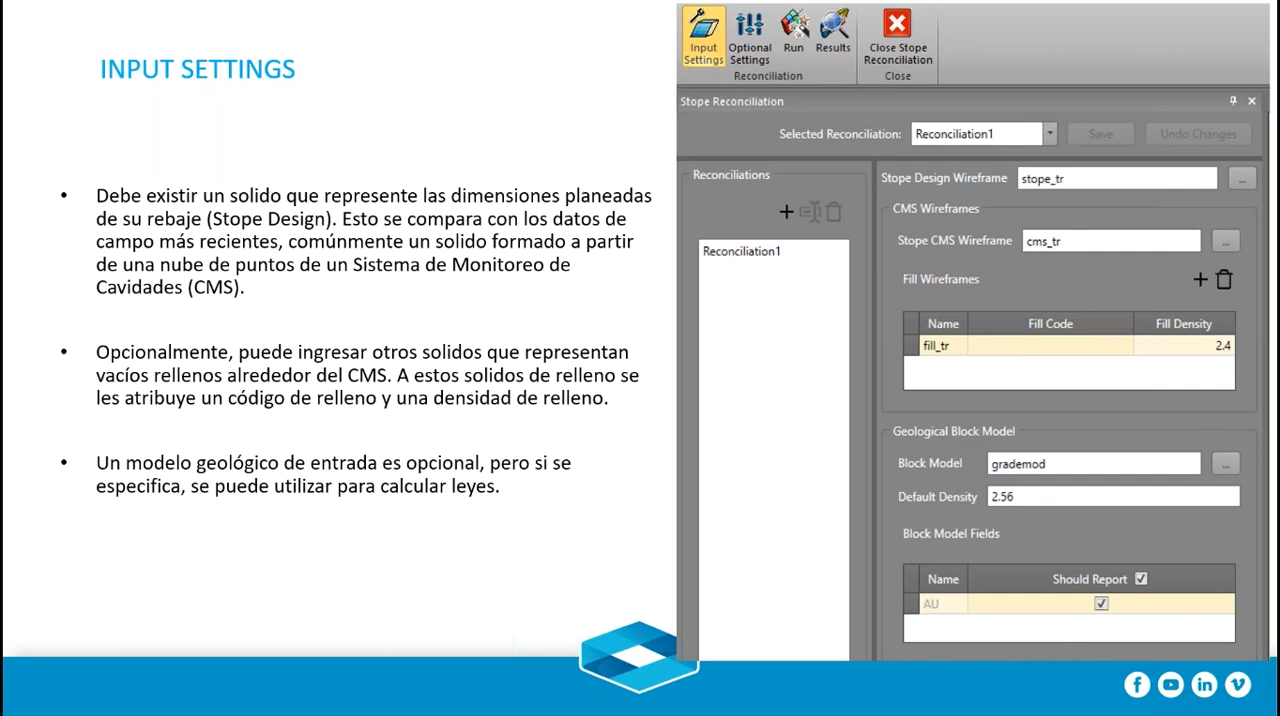 INPUT SETTINGS
Debe existir un solido que represente las dimensiones planeadas
de su rebaje (Stope Design). Esto se compara con los datos de
campo más recientes, comúnmente un solido formado a partir
de una nube de puntos de un Sistema de Monitoreo de
Cavidades (CMS).
Opcionalmente, puede ingresar otros solidos que representan
vacíos rellenos alrededor del CMS. A estos solidos de relleno se
les atribuye un código de relleno y una densidad de relleno.
Un modelo geológico de entrada es opcional, pero si se
especifica, se puede utilizar para calcular leyes.
Input Settings
Optional Settings
Run
Results
Close Stope Reconciliation
Reconciliation
Close
Stope Reconciliation
Selected Reconciliation: Reconciliation1 Save Undo Changes
Reconciliations
Reconciliation1
Stope Design Wireframe stope_tr ...
CMS Wireframes
Stope CMS Wireframe cms_tr ...
Fill Wireframes
Name Fill Code Fill Density
fill_tr 2.4
Geological Block Model
Block Model grademod ...
Default Density 2.56
Block Model Fields
Name Should Report
AU